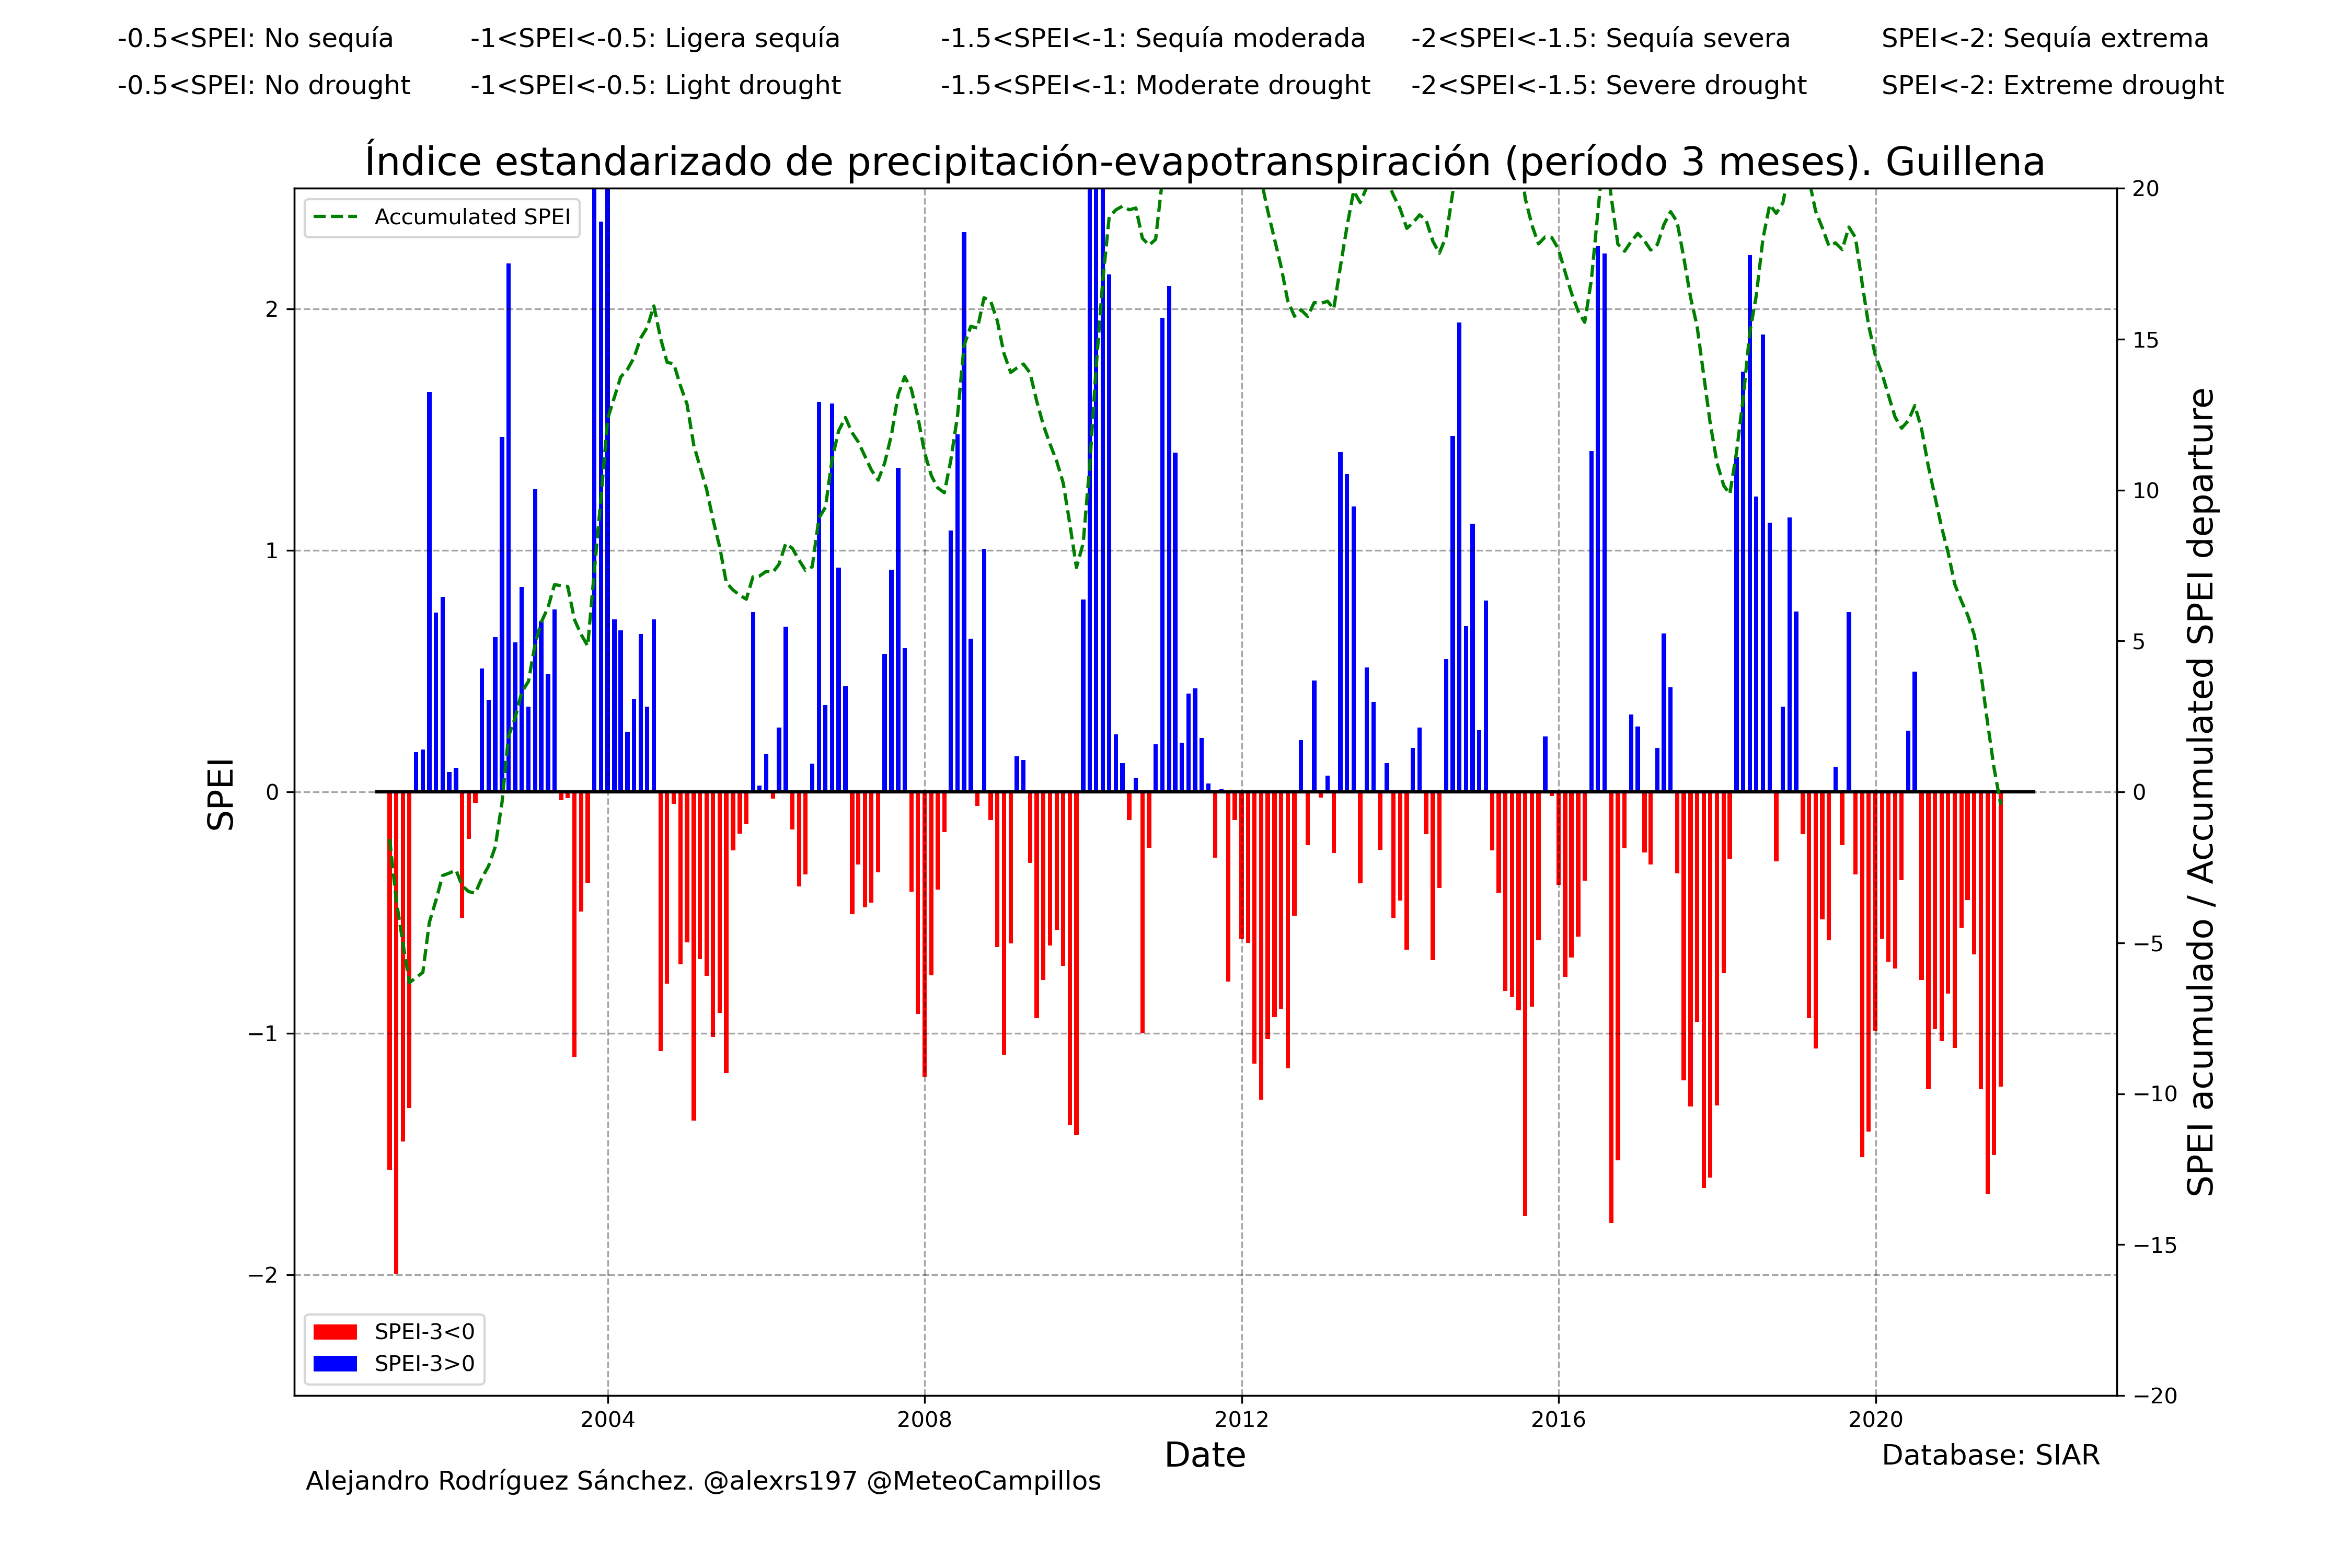 -0.5<SPEI: No sequía -1<SPEI<-0.5: Ligera sequía -1.5<SPEI<-1: Sequía moderada -2<SPEI<-1.5: Sequía severa SPEI<-2: Sequía extrema
-0.5<SPEI: No drought -1<SPEI<-0.5: Light drought -1.5<SPEI<-1: Moderate drought -2<SPEI<-1.5: Severe drought SPEI<-2: Extreme drought
Índice estandarizado de precipitación-evapotranspiración (período 3 meses). Guillena
Accumulated SPEI
2
1
0
−1
−2
SPEI
20
15
10
5
0
−5
−10
−15
−20
SPEI acumulado / Accumulated SPEI departure
SPEI-3<0
SPEI-3>0
2004 2008 2012 2016 2020
Date
Database: SIAR
Alejandro Rodríguez Sánchez. @alexrs197 @MeteoCampillos